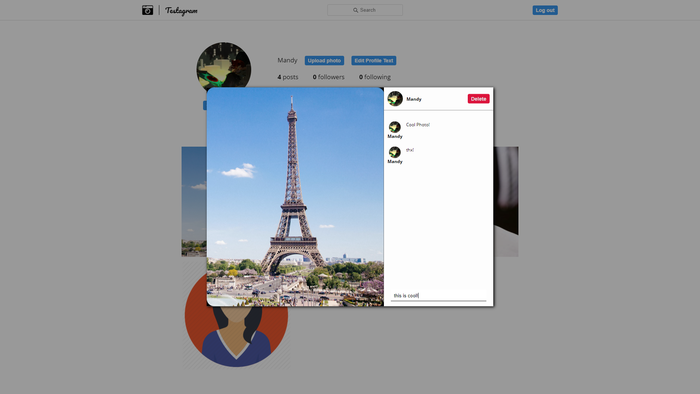 Testagram
Search
Log out
Mandy
Upload photo
Edit Profile Text
4 posts
0 followers
0 following
Mandy
Delete
Cool Photo!
Mandy
thx!
Mandy
this is cool!